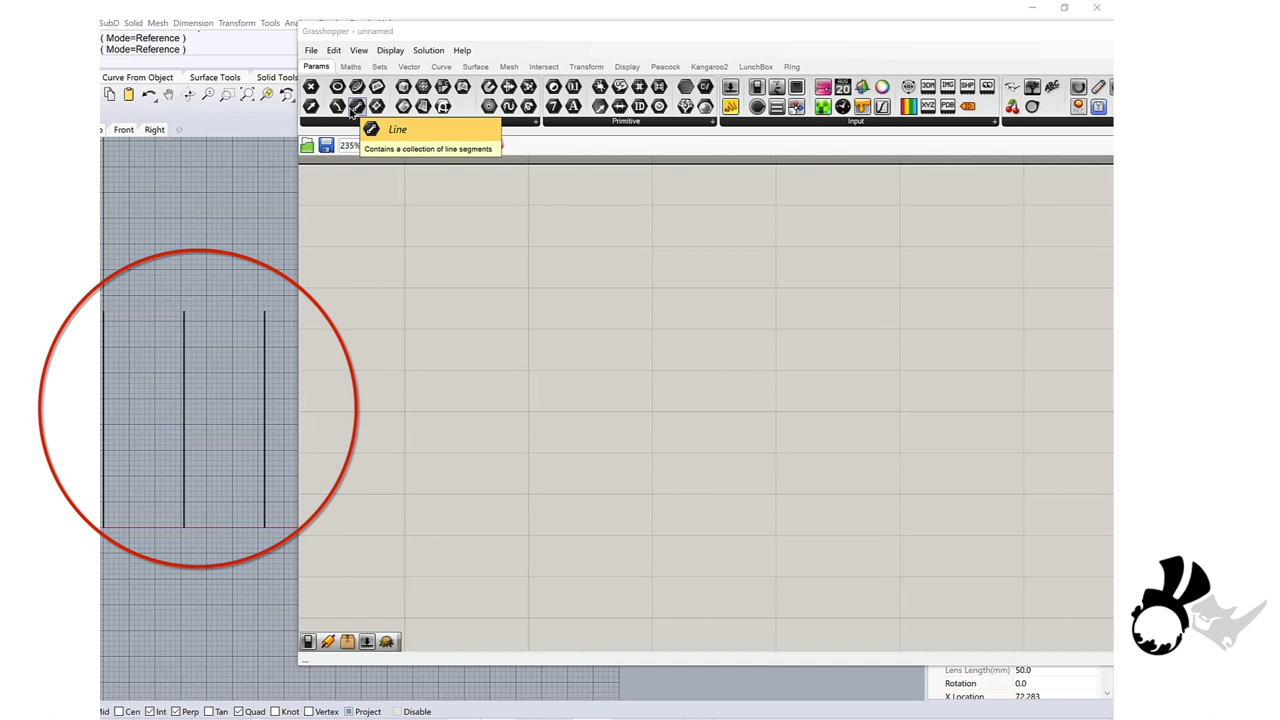 SubD Solid Mesh Dimension Transform Tools
( Mode=Reference )
( Mode=Reference )
Curve From Object Surface Tools Solid Tools
Front Right
Grasshopper - unnamed
File Edit View Display Solution Help
Params Maths Sets Vector Curve Surface Mesh Intersect Transform Display Peacock Kangaroo2 LunchBox Ring
Primitive
Input
Line
Contains a collection of line segments
235%
...
Lens Length(mm) 50.0
Rotation 0.0
X Location 72.283
Mid Cen Int Perp Tan Quad Knot Vertex Project Disable